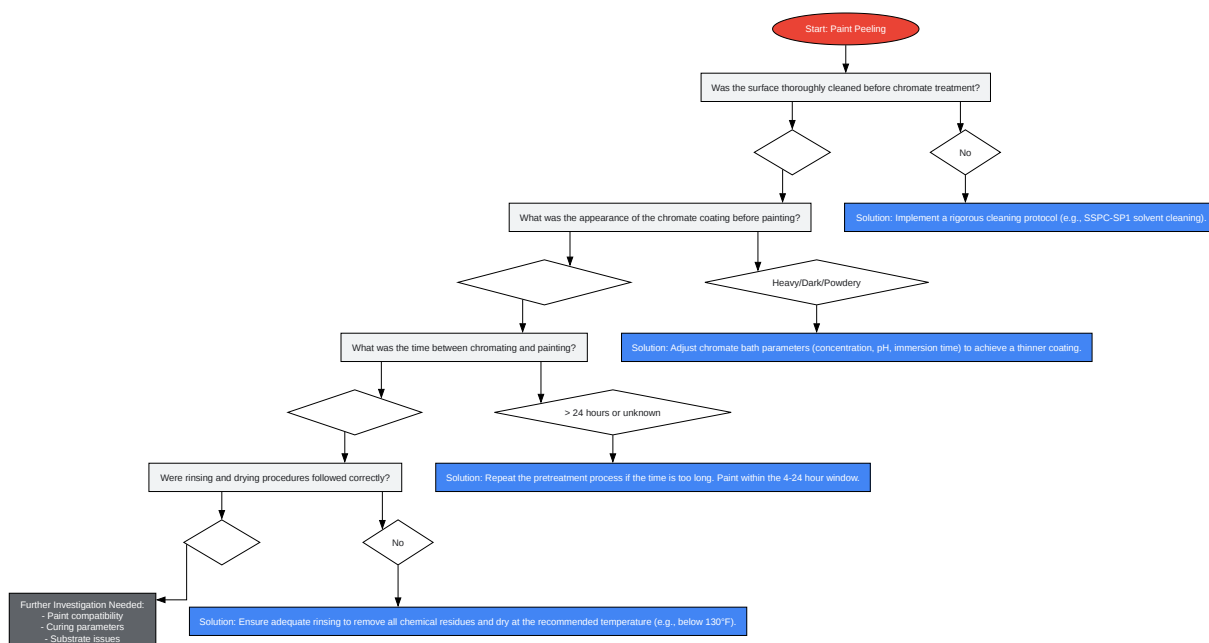 Start: Paint Peeling
Was the surface thoroughly cleaned before chromate treatment?
No
What was the appearance of the chromate coating before painting?
Solution: Implement a rigorous cleaning protocol (e.g., SSPC-SP1 solvent cleaning).
Heavy/Dark/Powdery
What was the time between chromating and painting?
Solution: Adjust chromate bath parameters (concentration, pH, immersion time) to achieve a thinner coating.
> 24 hours or unknown
Were rinsing and drying procedures followed correctly?
Solution: Repeat the pretreatment process if the time is too long. Paint within the 4-24 hour window.
No
Further Investigation Needed:
- Paint compatibility
- Curing parameters
- Substrate issues
Solution: Ensure adequate rinsing to remove all chemical residues and dry at the recommended temperature (e.g., below 130°F).